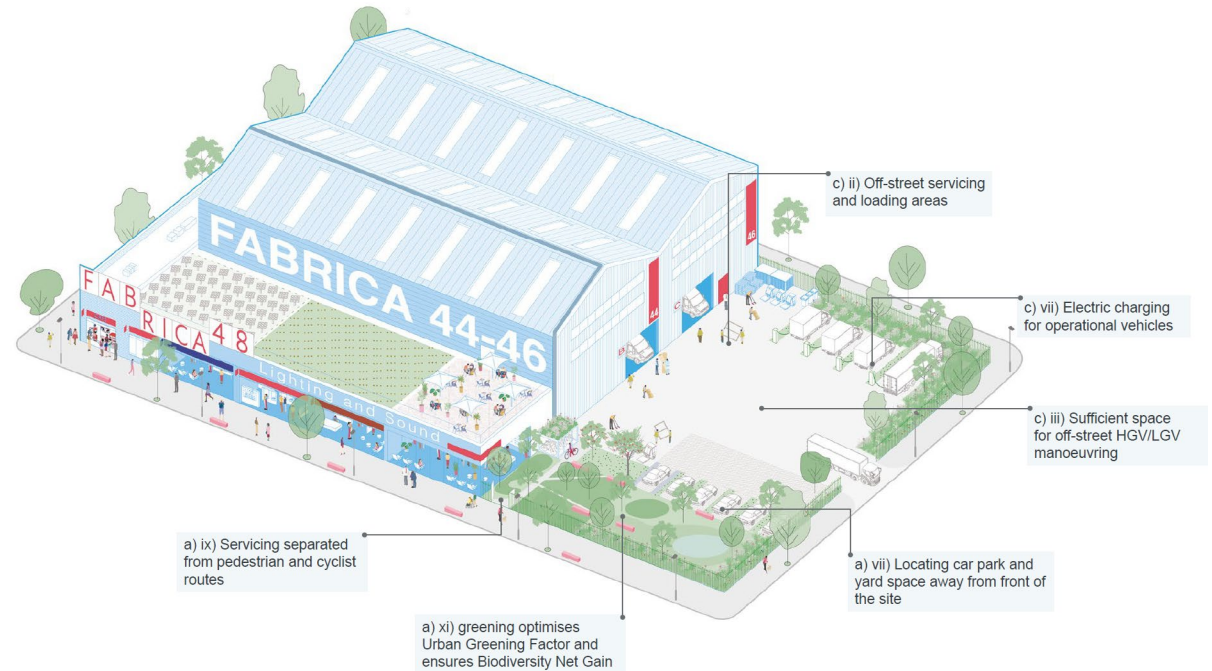 c) ii) Off-street servicing
and loading areas
46
FABRICA 44-46
44
FAB
RICA48
Lighting and Sound
c) vii) Electric charging
for operational vehicles
c) iii) Sufficient space
for off-street HGV/LGV
manoeuvring
a) ix) Servicing separated
from pedestrian and cyclist
routes
a) vii) Locating car park and
yard space away from front of
the site
a) xi) greening optimises
Urban Greening Factor and
ensures Biodiversity Net Gain